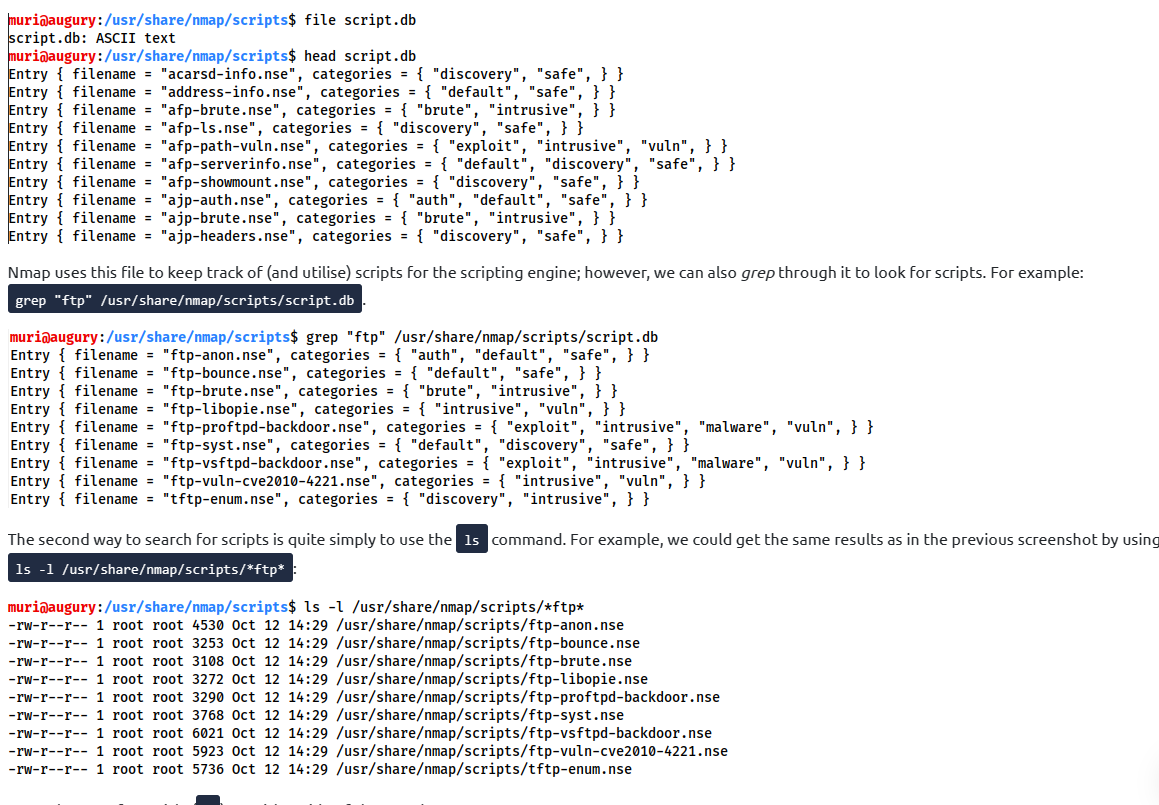 muri@augury:/usr/share/nmap/scripts$ file script.db
script.db: ASCII text
muri@augury:/usr/share/nmap/scripts$ head script.db
Entry { filename = "acarsd-info.nse", categories = { "discovery", "safe", } }
Entry { filename = "address-info.nse", categories = { "default", "safe", } }
Entry { filename = "afp-brute.nse", categories = { "brute", "intrusive", } }
Entry { filename = "afp-ls.nse", categories = { "discovery", "safe", } }
Entry { filename = "afp-path-vuln.nse", categories = { "exploit", "intrusive", "vuln", } }
Entry { filename = "afp-serverinfo.nse", categories = { "default", "discovery", "safe", } }
Entry { filename = "afp-showmount.nse", categories = { "discovery", "safe", } }
Entry { filename = "ajp-auth.nse", categories = { "auth", "default", "safe", } }
Entry { filename = "ajp-brute.nse", categories = { "brute", "intrusive", } }
Entry { filename = "ajp-headers.nse", categories = { "discovery", "safe", } }
Nmap uses this file to keep track of (and utilise) scripts for the scripting engine; however, we can also grep through it to look for scripts. For example:
grep "ftp" /usr/share/nmap/scripts/script.db.
muri@augury:/usr/share/nmap/scripts$ grep "ftp" /usr/share/nmap/scripts/script.db
Entry { filename = "ftp-anon.nse", categories = { "auth", "default", "safe", } }
Entry { filename = "ftp-bounce.nse", categories = { "default", "safe", } }
Entry { filename = "ftp-brute.nse", categories = { "brute", "intrusive", } }
Entry { filename = "ftp-libopie.nse", categories = { "intrusive", "vuln", } }
Entry { filename = "ftp-proftpd-backdoor.nse", categories = { "exploit", "intrusive", "malware", "vuln", } }
Entry { filename = "ftp-syst.nse", categories = { "default", "discovery", "safe", } }
Entry { filename = "ftp-vsftpd-backdoor.nse", categories = { "exploit", "intrusive", "malware", "vuln", } }
Entry { filename = "ftp-vuln-cve2010-4221.nse", categories = { "intrusive", "vuln", } }
Entry { filename = "tftp-enum.nse", categories = { "discovery", "intrusive", } }
The second way to search for scripts is quite simply to use the ls command. For example, we could get the same results as in the previous screenshot by using
ls -l /usr/share/nmap/scripts/*ftp*:
muri@augury:/usr/share/nmap/scripts$ ls -l /usr/share/nmap/scripts/*ftp*
-rw-r--r-- 1 root root 4530 Oct 12 14:29 /usr/share/nmap/scripts/ftp-anon.nse
-rw-r--r-- 1 root root 3253 Oct 12 14:29 /usr/share/nmap/scripts/ftp-bounce.nse
-rw-r--r-- 1 root root 3108 Oct 12 14:29 /usr/share/nmap/scripts/ftp-brute.nse
-rw-r--r-- 1 root root 3272 Oct 12 14:29 /usr/share/nmap/scripts/ftp-libopie.nse
-rw-r--r-- 1 root root 3290 Oct 12 14:29 /usr/share/nmap/scripts/ftp-proftpd-backdoor.nse
-rw-r--r-- 1 root root 3768 Oct 12 14:29 /usr/share/nmap/scripts/ftp-syst.nse
-rw-r--r-- 1 root root 6021 Oct 12 14:29 /usr/share/nmap/scripts/ftp-vsftpd-backdoor.nse
-rw-r--r-- 1 root root 5923 Oct 12 14:29 /usr/share/nmap/scripts/ftp-vuln-cve2010-4221.nse
-rw-r--r-- 1 root root 5736 Oct 12 14:29 /usr/share/nmap/scripts/tftp-enum.nse